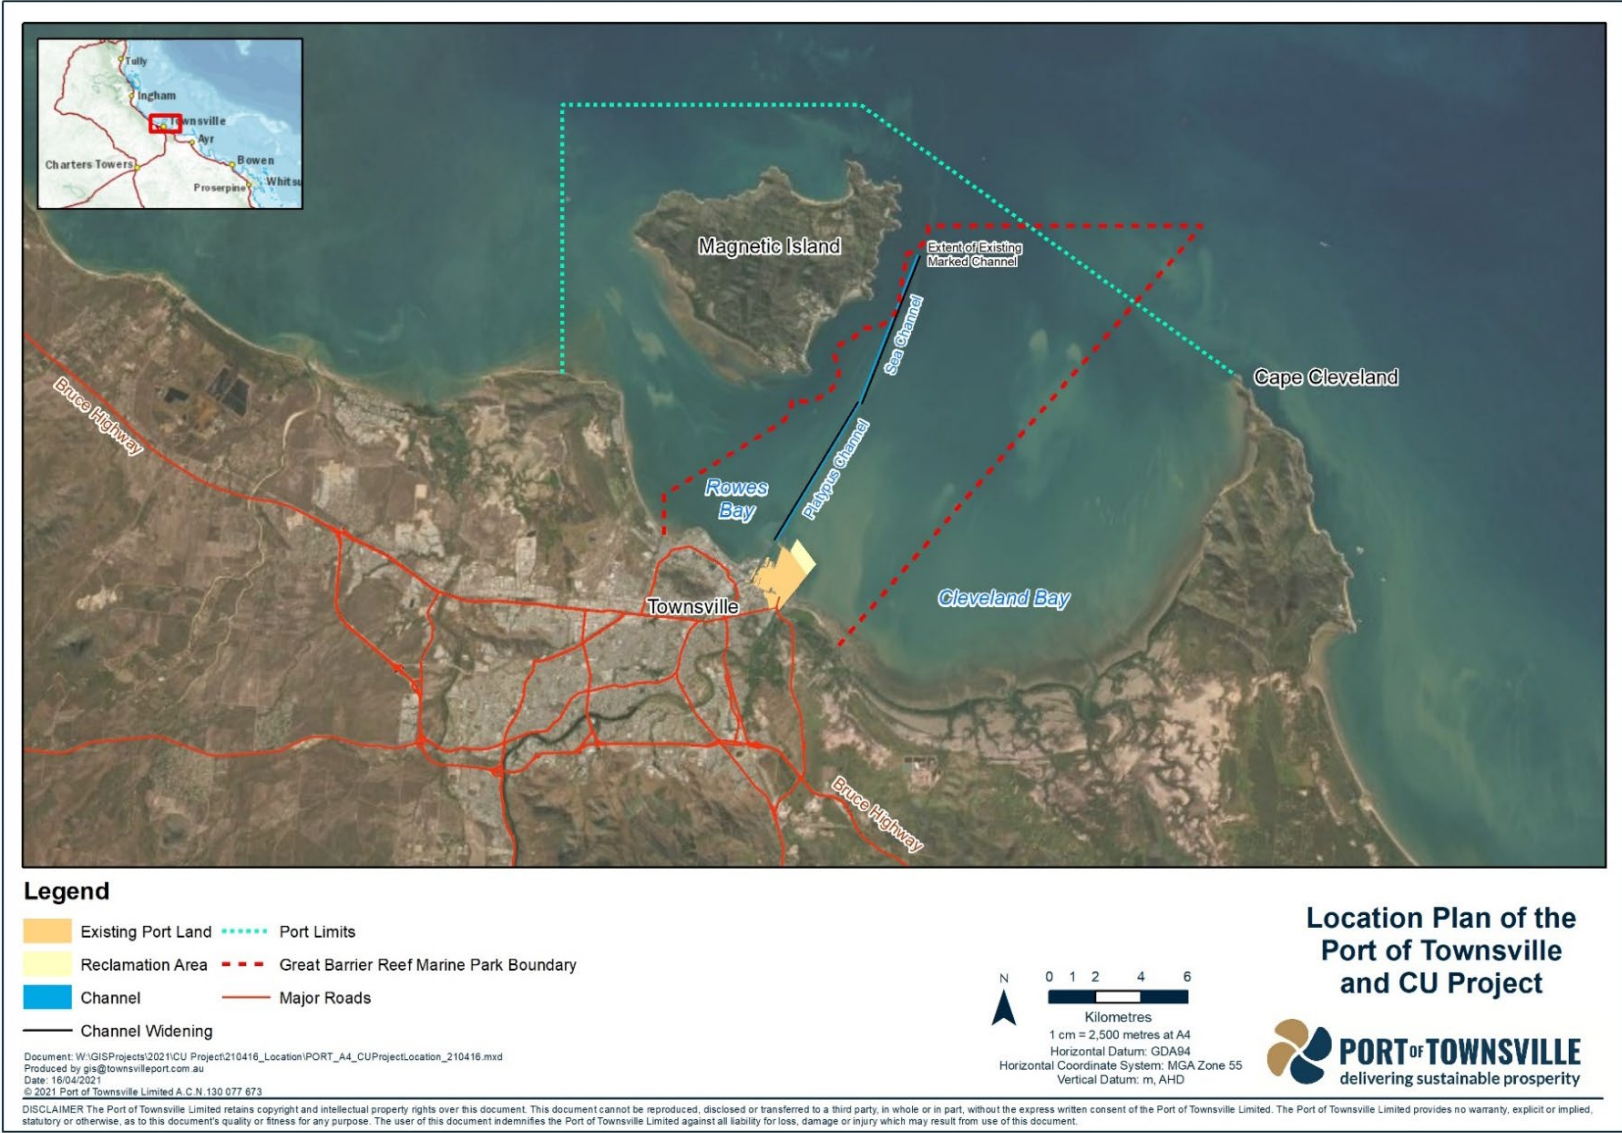 Tully
Ingham
Townsville
Ayr
Charters Towers
Bowen
Proserpine
Whitsu
Magnetic Island
Extent of Existing
Marked Channel
Sea Channel
Cape Cleveland
Bruce Highway
Platypus Channel
Rowes
Bay
Cleveland Bay
Townsville
Bruce Highway
Legend
Existing Port Land
Port Limits
Reclamation Area
Great Barrier Reef Marine Park Boundary
Channel
Major Roads
Channel Widening
Document: W:\GISProjects\2021\CU Project\210416_Location\PORT_A4_CUProjectLocation_210416.mxd
Produced by gis@townsvilleport.com.au
Date: 16/04/2021
© 2021 Port of Townsville Limited A.C.N.130 077 673
N
0 1 2 4 6
Kilometres
1 cm = 2,500 metres at A4
Horizontal Datum: GDA94
Horizontal Coordinate System: MGA Zone 55
Vertical Datum: m, AHD
Location Plan of the
Port of Townsville
and CU Project
PORT OF TOWNSVILLE
delivering sustainable prosperity
DISCLAIMER The Port of Townsville Limited retains copyright and intellectual property rights over this document. This document cannot be reproduced, disclosed or transferred to a third party, in whole or in part, without the express written consent of the Port of Townsville Limited. The Port of Townsville Limited provides no warranty, explicit or implied,
statutory or otherwise, as to this document's quality or fitness for any purpose. The user of this document indemnifies the Port of Townsville Limited against all liability for loss, damage or injury which may result from use of this document.